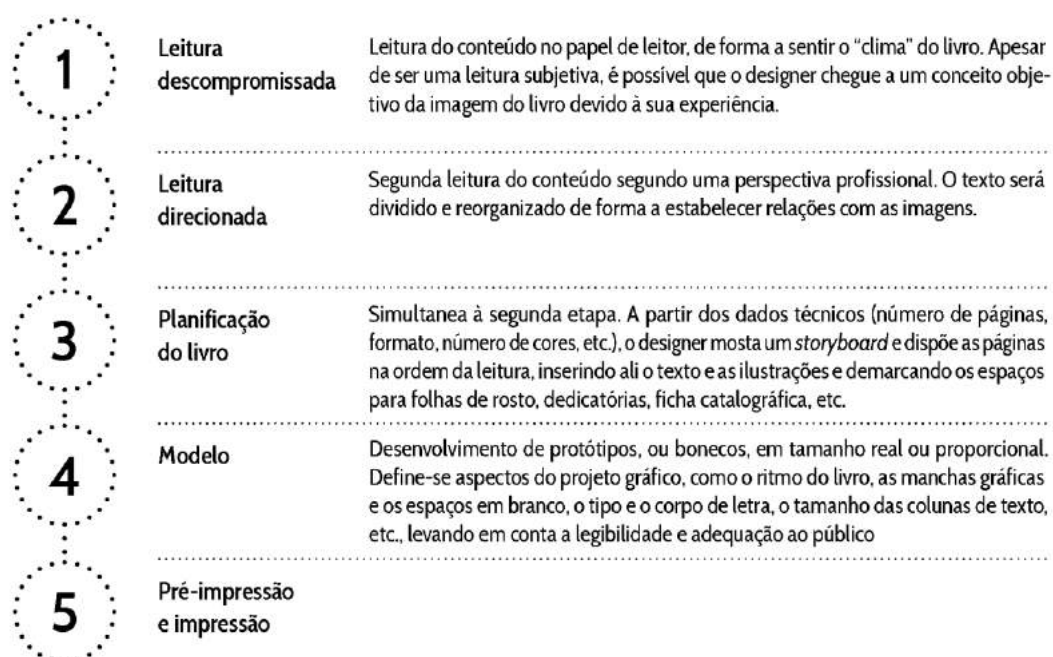 1
Leitura
descompromissada
Leitura do conteúdo no papel de leitor, de forma a sentir o “clima” do livro. Apesar
de ser uma leitura subjetiva, é possível que o designer chegue a um conceito obje-
tivo da imagem do livro devido à sua experiência.
2
Leitura
direcionada
Segunda leitura do conteúdo segundo uma perspectiva profissional. O texto será
dividido e reorganizado de forma a estabelecer relações com as imagens.
3
Planificação
do livro
Simultanea à segunda etapa. A partir dos dados técnicos (número de páginas,
formato, número de cores, etc.), o designer mosta um storyboard e dispõe as páginas
na ordem da leitura, inserindo ali o texto e as ilustrações e demarcando os espaços
para folhas de rosto, dedicatórias, ficha catalográfica, etc.
4
Modelo
Desenvolvimento de protótipos, ou bonecos, em tamanho real ou proporcional.
Define-se aspectos do projeto gráfico, como o ritmo do livro, as manchas gráficas
e os espaços em branco, o tipo e o corpo de letra, o tamanho das colunas de texto,
etc., levando em conta a legibilidade e adequação ao público
5
Pré-impressão
e impressão